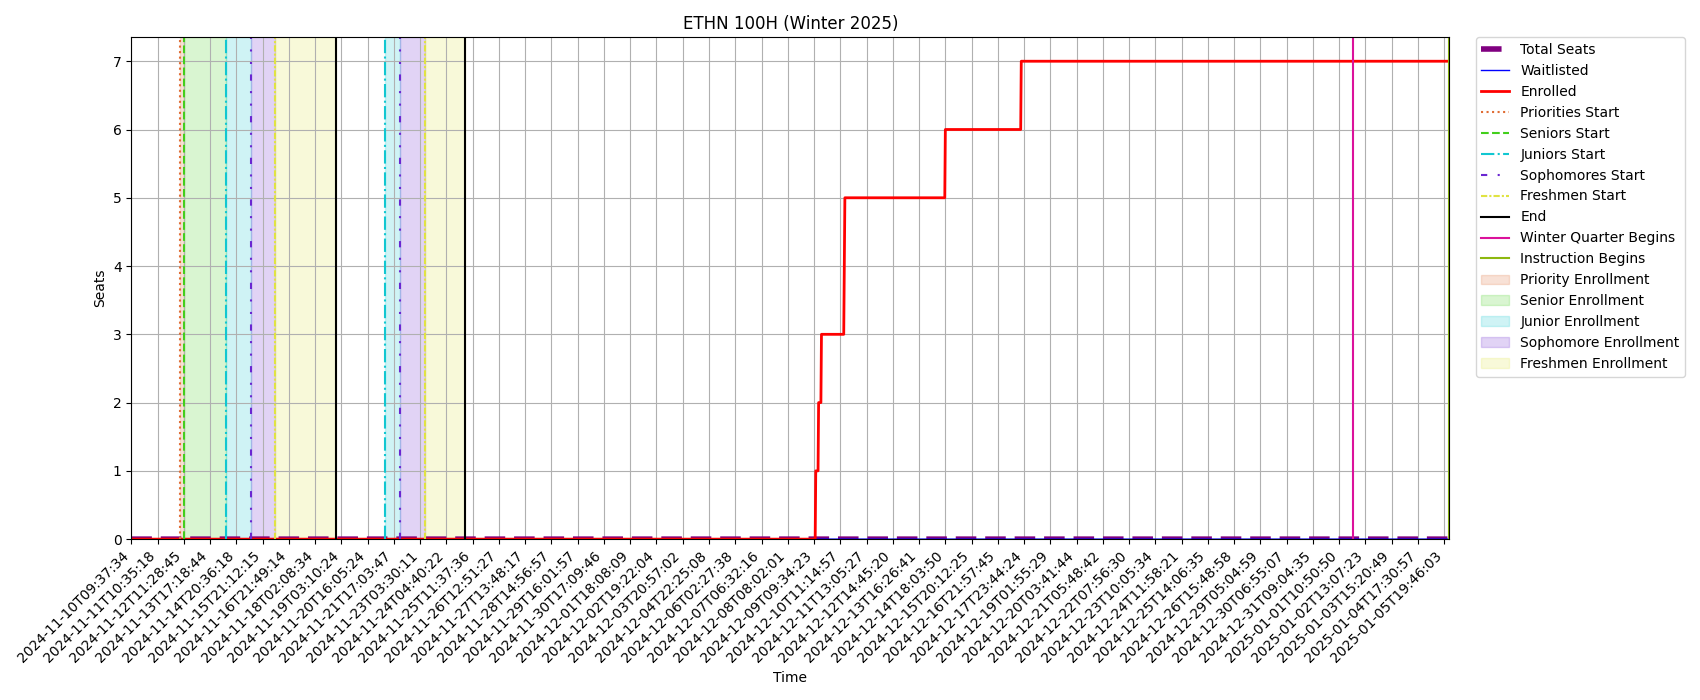 ETHN 100H (Winter 2025)
Seats
7
6
5
4
3
2
1
0
2024-11-10T09:37:34
2024-11-11T10:35:18
2024-11-12T11:28:45
2024-11-13T17:18:44
2024-11-14T20:36:18
2024-11-15T21:12:15
2024-11-16T21:49:14
2024-11-18T02:08:34
2024-11-19T03:10:24
2024-11-20T16:05:24
2024-11-21T17:03:47
2024-11-23T03:30:11
2024-11-24T04:40:22
2024-11-25T11:37:36
2024-11-26T12:51:27
2024-11-27T13:48:17
2024-11-28T14:56:57
2024-11-29T16:01:57
2024-11-30T17:09:46
2024-12-01T18:08:09
2024-12-02T19:22:04
2024-12-03T20:57:02
2024-12-04T22:25:08
2024-12-06T02:27:38
2024-12-07T06:32:16
2024-12-08T08:02:01
2024-12-09T09:34:23
2024-12-10T11:14:57
2024-12-11T13:05:27
2024-12-12T14:45:20
2024-12-13T16:26:41
2024-12-14T18:03:50
2024-12-15T20:12:25
2024-12-16T21:57:45
2024-12-17T23:44:24
2024-12-19T01:55:29
2024-12-20T03:41:44
2024-12-21T05:48:42
2024-12-22T07:56:30
2024-12-23T10:05:34
2024-12-24T11:58:21
2024-12-25T14:06:35
2024-12-26T15:48:58
2024-12-29T05:04:59
2024-12-30T06:55:07
2024-12-31T09:04:35
2025-01-01T10:50:50
2025-01-02T13:07:23
2025-01-03T15:20:49
2025-01-04T17:30:57
2025-01-05T19:46:03
Time
Total Seats
Waitlisted
Enrolled
Priorities Start
Seniors Start
Juniors Start
Sophomores Start
Freshmen Start
End
Winter Quarter Begins
Instruction Begins
Priority Enrollment
Senior Enrollment
Junior Enrollment
Sophomore Enrollment
Freshmen Enrollment